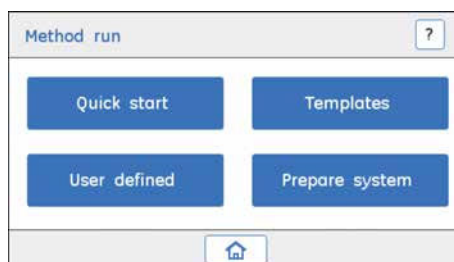 Method run ?
Quick start Templates
User defined Prepare system